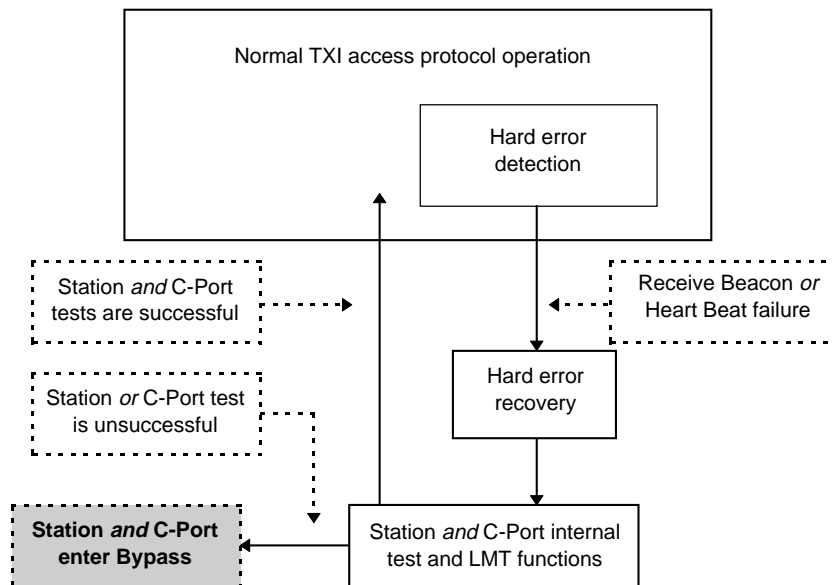 Normal TXI access protocol operation
Hard error
detection
Station and C-Port
tests are successful
Receive Beacon or
Heart Beat failure
Station or C-Port test
is unsuccessful
Hard error
recovery
Station and C-Port
enter Bypass
Station and C-Port internal
test and LMT functions